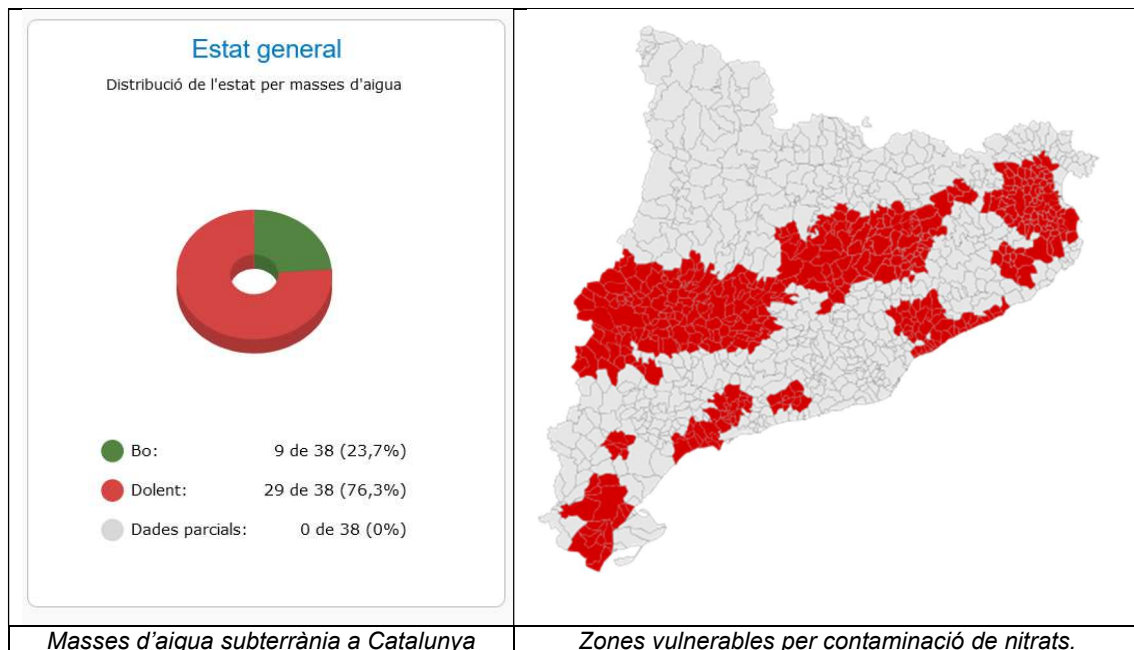 Estat general
Distribució de l'estat per masses d'aigua
Bo: 9 de 38 (23,7%)
Dolent: 29 de 38 (76,3%)
Dades parcials: 0 de 38 (0%)
Masses d'aigua subterrània a Catalunya
Zones vulnerables per contaminació de nitrats.